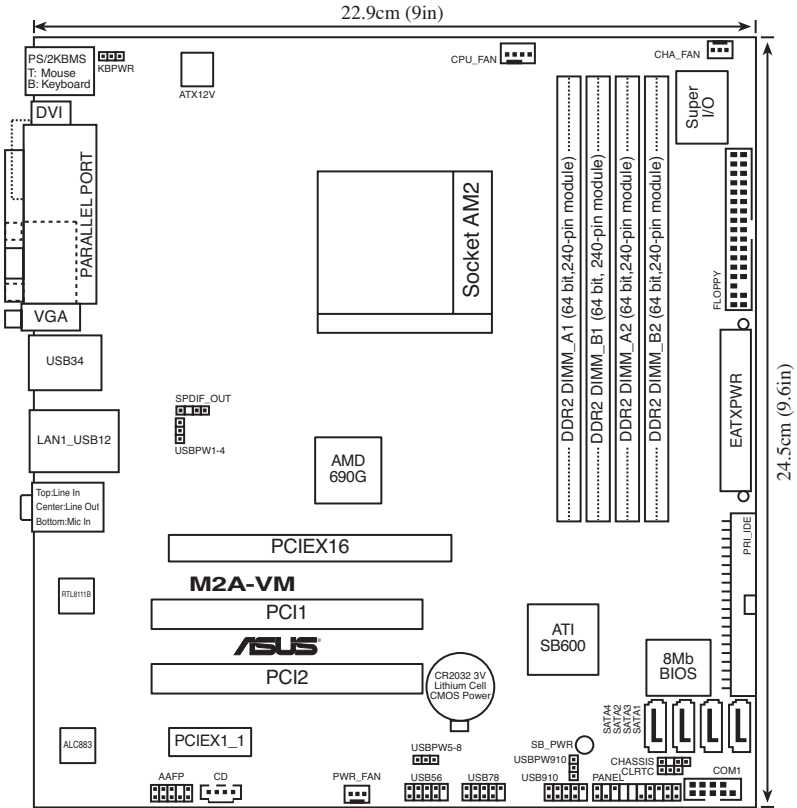 22.9cm (9in)
PS/2KBMS
T: Mouse
B: Keyboard
KBPWR
ATX12V
CPU_FAN
CHA_FAN
Super
I/O
DVI
PARALLEL PORT
VGA
Socket AM2
DDR2 DIMM_A1 (64 bit,240-pin module)
DDR2 DIMM_B1 (64 bit, 240-pin module)
DDR2 DIMM_A2 (64 bit,240-pin module)
DDR2 DIMM_B2 (64 bit,240-pin module)
FLOPPY
24.5cm (9.6in)
USB34
SPDIF_OUT
USBPW1-4
LAN1_USB12
AMD
690G
EATXPWR
Top:Line In
Center:Line Out
Bottom:Mic In
PCIEX16
PRI_IDE
M2A-VM
RTL8111B
PCI1
ASUS
PCI2
ATI
SB600
8Mb
BIOS
CR2032 3V
Lithium Cell
CMOS Power
SATA4
SATA2
SATA3
SATA1
ALC883
PCIEX1_1
USBPW5-8
SB_PWR
USBPW910
CHASSIS
CLRTC
AAFP
CD
PWR_FAN
USB56
USB78
USB910
PANEL
COM1